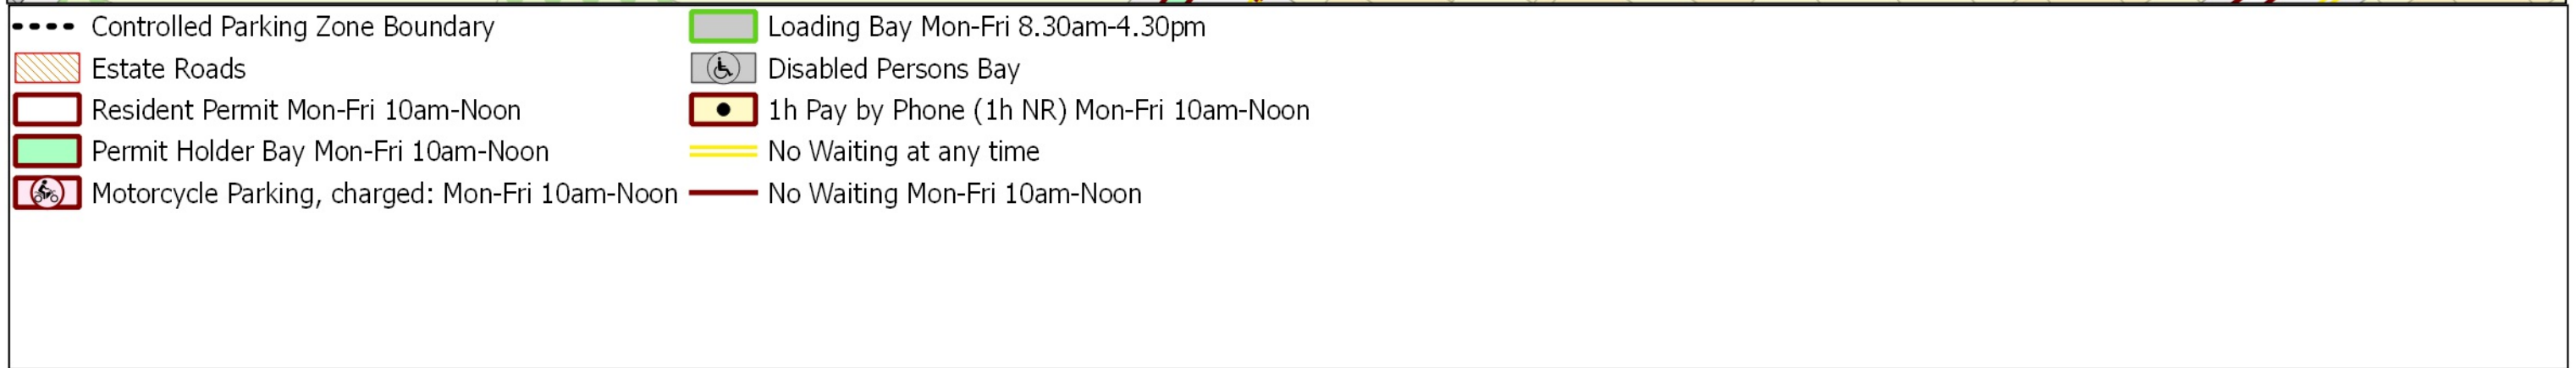 Controlled Parking Zone Boundary
Estate Roads
Resident Permit Mon-Fri 10am-Noon
Permit Holder Bay Mon-Fri 10am-Noon
Motorcycle Parking, charged: Mon-Fri 10am-Noon
Loading Bay Mon-Fri 8.30am-4.30pm
Disabled Persons Bay
1h Pay by Phone (1h NR) Mon-Fri 10am-Noon
No Waiting at any time
No Waiting Mon-Fri 10am-Noon